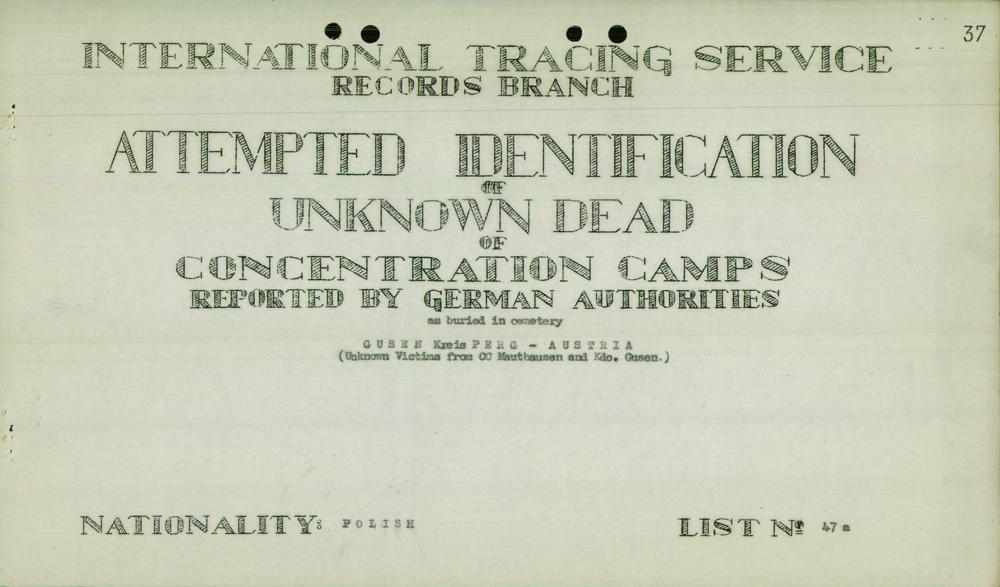 37
INTERNATIONAL TRACING SERVICE
RECORDS BRANCH
ATTEMPTED IDENTIFICATION
OF
UNKNOWN DEAD
OF
CONCENTRATION CAMPS
REPORTED BY GERMAN AUTHORITIES
as buried in cemetery
GUSEN Kreis PERG - AUSTRIA
(Unknown Victims from CC Mauthausen and Kdo. Gusen.)
NATIONALITY: POLISH
LIST Nº 47a